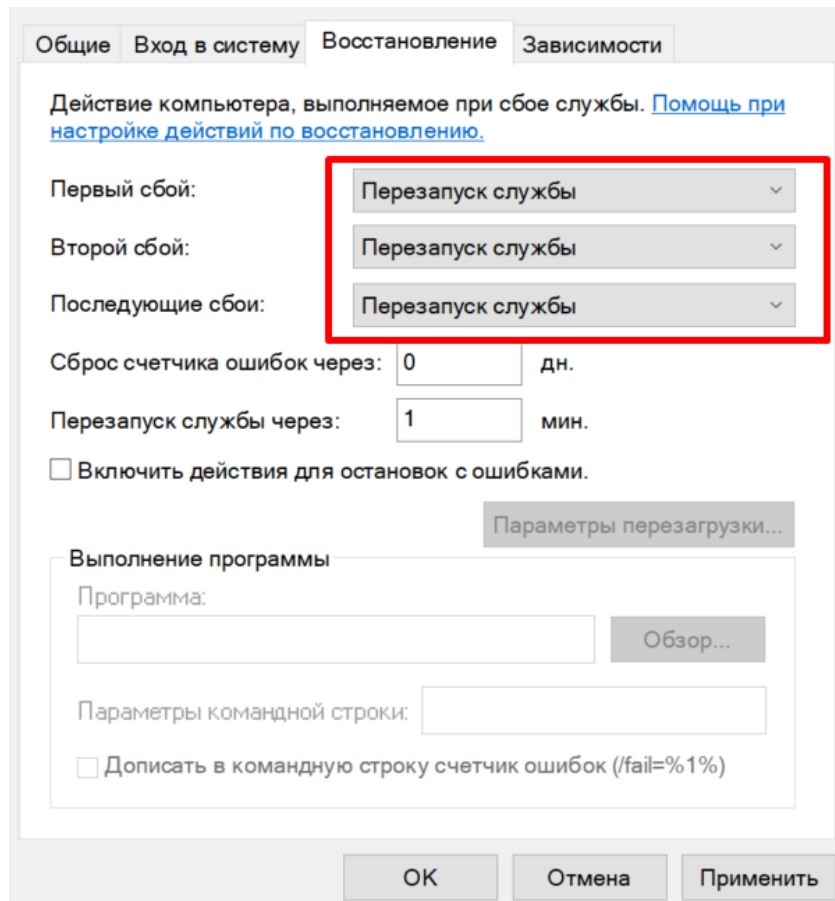 Общие Вход в систему Восстановление Зависимости
Действие компьютера, выполняемое при сбое службы. Помощь при
настройке действий по восстановлению.
Первый сбой: Перезапуск службы
Второй сбой: Перезапуск службы
Последующие сбои: Перезапуск службы
Сброс счетчика ошибок через: 0 дн.
Перезапуск службы через: 1 мин.
Включить действия для остановок с ошибками.
Параметры перезагрузки...
Выполнение программы
Программа:
Обзор...
Параметры командной строки:
Дописать в командную строку счетчик ошибок (/fail=%1%)
ОК Отмена Применить